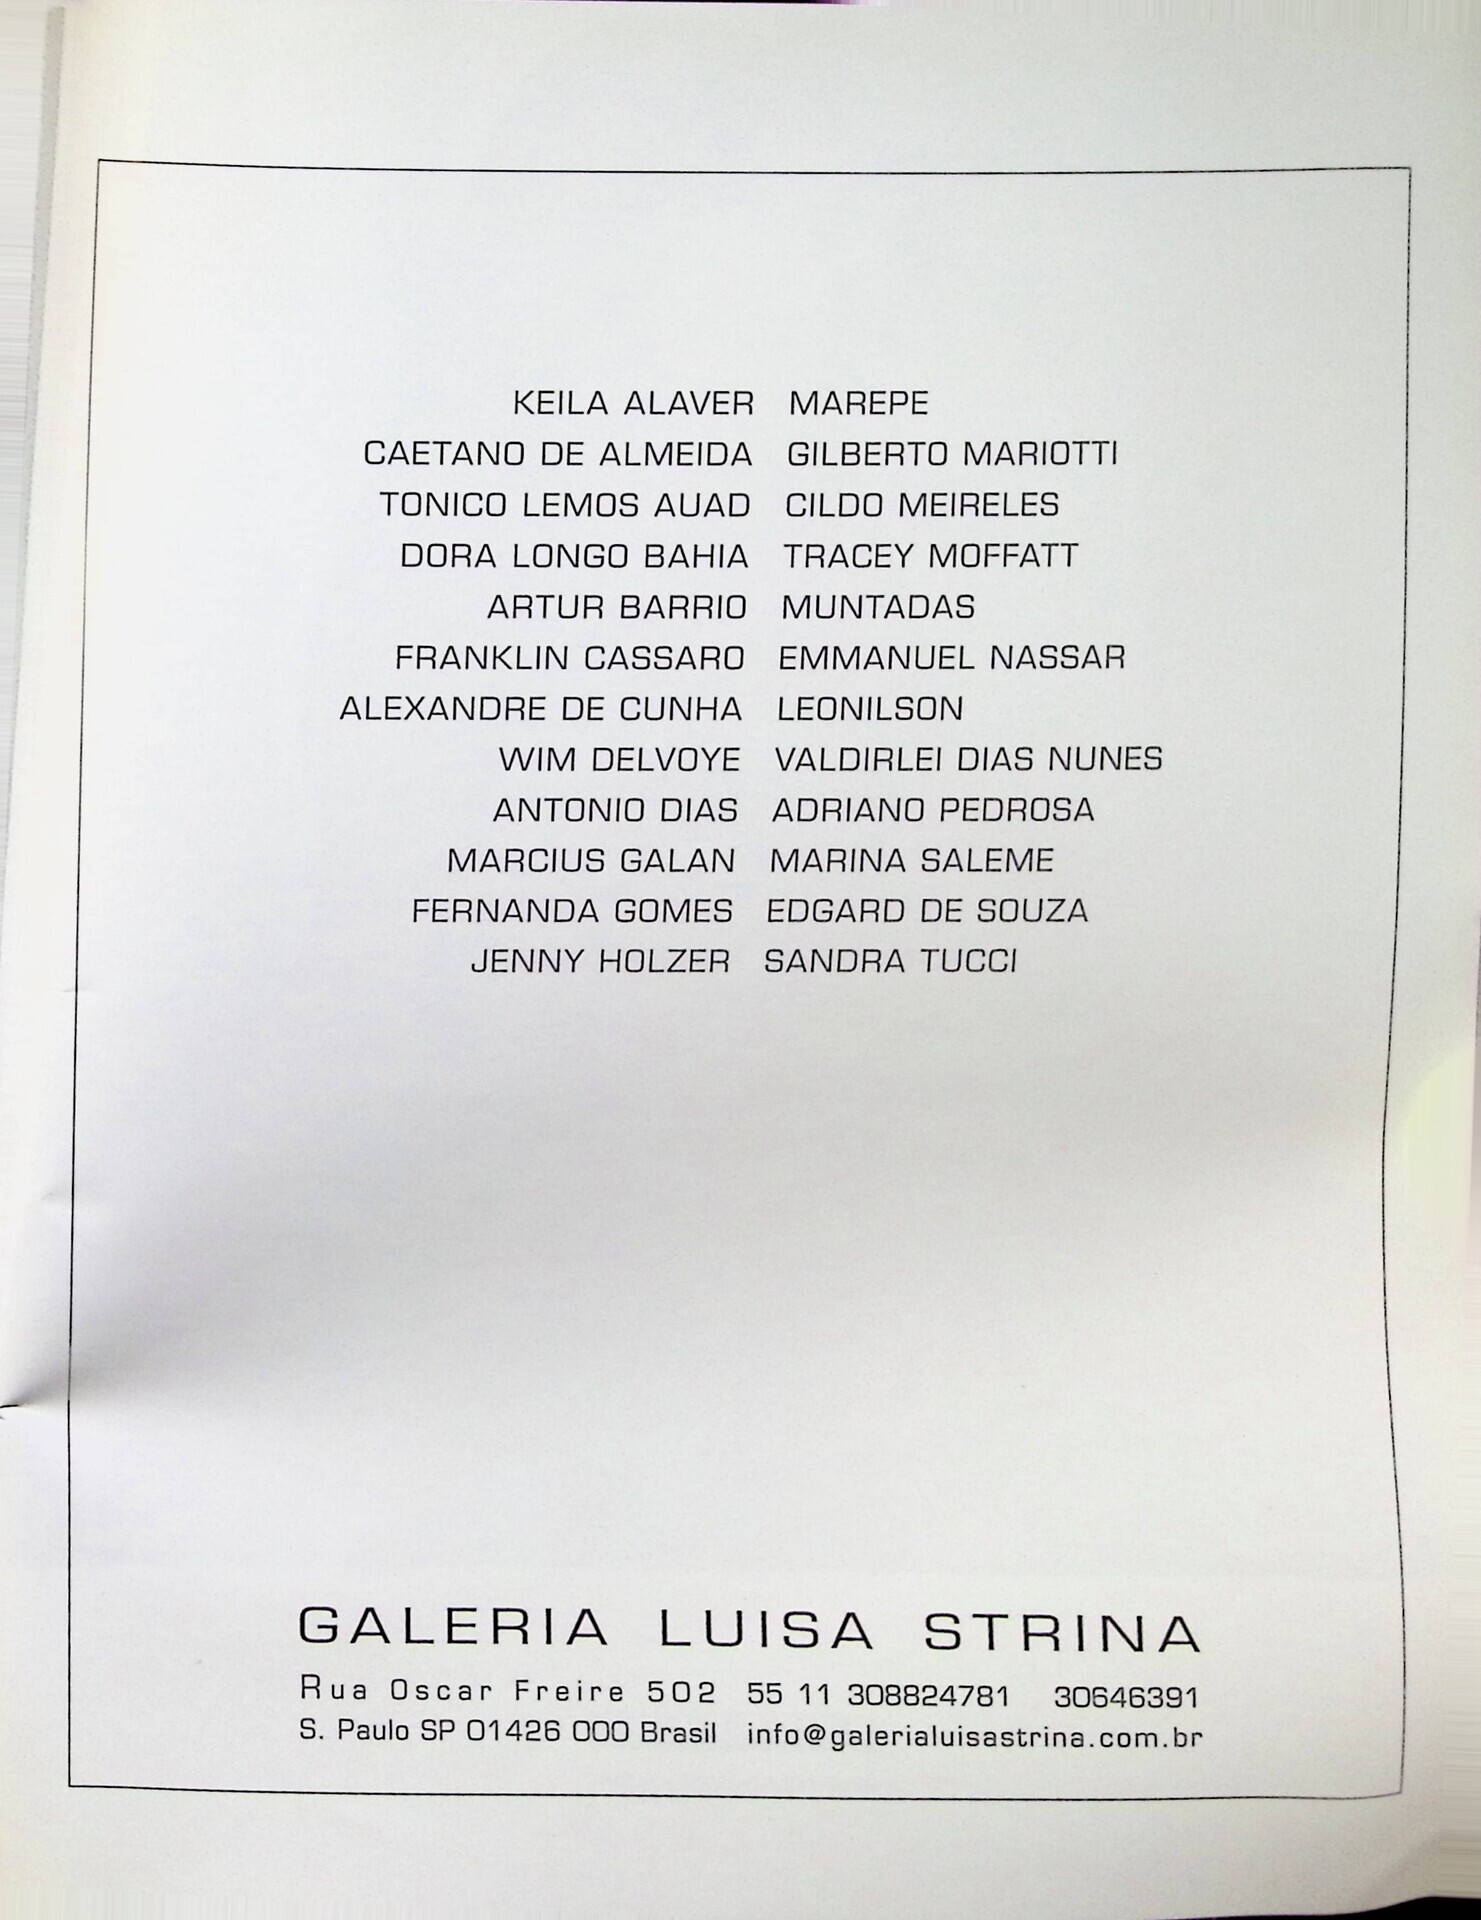 KEILA ALAVER MAREPE
CAETANO DE ALMEIDA GILBERTO MARIOTTI
TONICO LEMOS AUAD CILDO MEIRELES
DORA LONGO BAHIA TRACEY MOFFATT
ARTUR BARRIO MUNTADAS
FRANKLIN CASSARO EMMANUEL NASSAR
ALEXANDRE DE CUNHA LEONILSON
WIM DELVOYE VALDIRLEI DIAS NUNES
ANTONIO DIAS ADRIANO PEDROSA
MARCIUS GALAN MARINA SALEME
FERNANDA GOMES EDGARD DE SOUZA
JENNY HOLZER SANDRA TUCCI
GALERIA LUISA STRINA
Rua Oscar Freire 502 55 11 308824781 30646391
S. Paulo SP 01426 000 Brasil info@galerialuisastrina.com.br